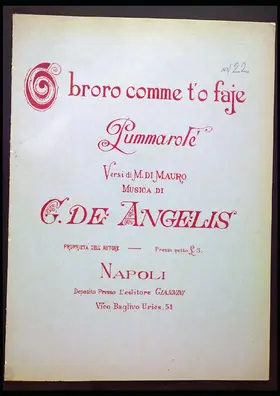 N° 22
O broro comme t'o faje
Pummarole'
Versi di M. DI MAURO
MUSICA DI
G. DE ANGELIS
PROPRIETÀ DELL'AUTORE — Prezzo netto £ 3.
NAPOLI
Deposito Presso L'editore GIANNINI
Vico Baglivo Uries, 51